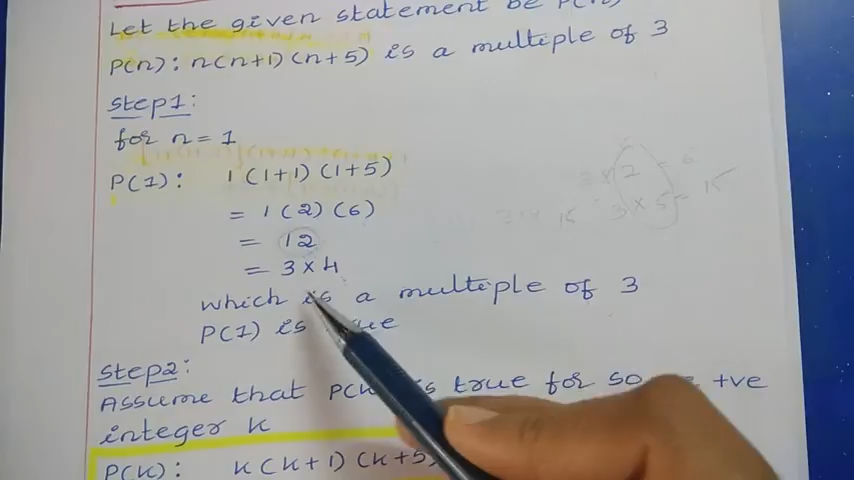 Let the given statement be P(n)
P(n): n(n+1)(n+5) is a multiple of 3
Step1:
for n=1
P(1): 1(1+1)(1+5)
= 1(2)(6)
= 12
= 3×4
which is a multiple of 3
P(1) is
Step2:
Assume that is true for +ve
integer k
P(k): k(k+1)(k+5)